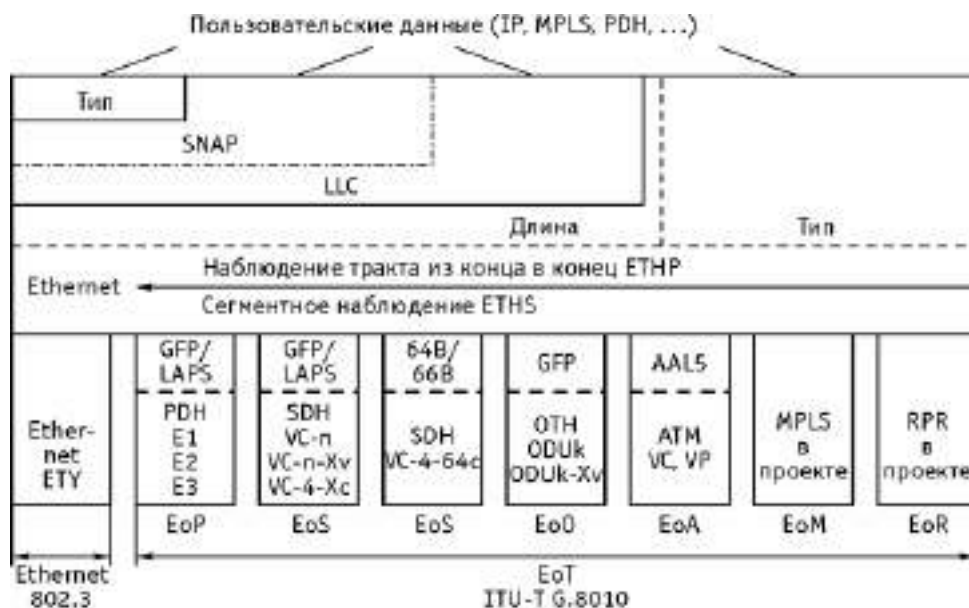 Пользовательские данные (IP, MPLS, PDH, ...)
Тип
SNAP
LLC
Длина
Тип
Наблюдение тракта из конца в конец ETHP
Ethernet
Сегментное наблюдение ETHS
GFP/
LAPS
GFP/
LAPS
64B/
66B
GFP
AAL5
Ether-
net
ETY
PDH
E1
E2
E3
SDH
VC-n
VC-n-Xv
VC-4-Xc
SDH
VC-4-64c
OTH
ODUk
ODUk-Xv
ATM
VC, VP
MPLS
в
проекте
RPR
в
проекте
EoP
EoS
EoS
EoO
EoA
EoM
EoR
Ethernet
802.3
EoT
ITU-T G.8010